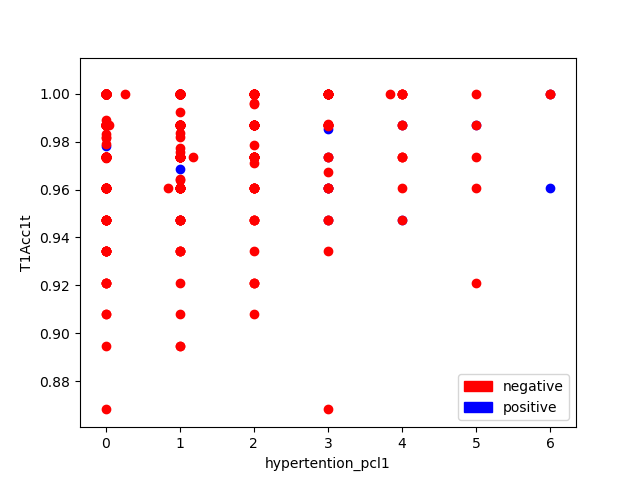 1.00
0.98
0.96
0.94
0.92
0.90
0.88
T1Acc1t
0 1 2 3 4 5 6
hypertention_pcl1
negative
positive